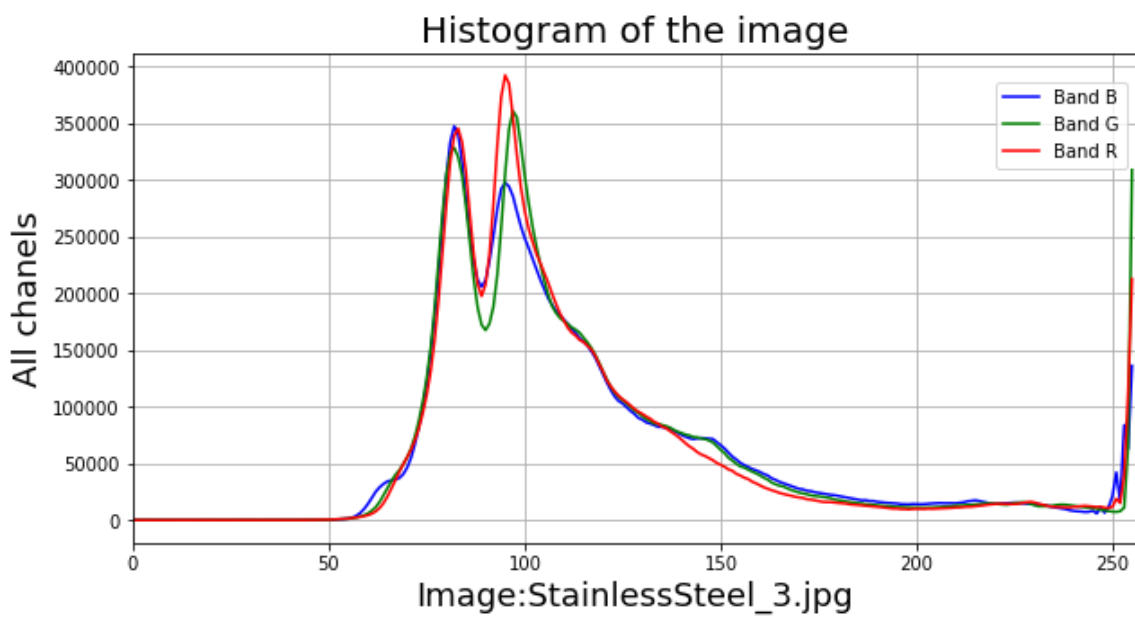 Histogram of the image
All chanels
400000
350000
300000
250000
200000
150000
100000
50000
0
0 50 100 150 200 250
Band B
Band G
Band R
Image:StainlessSteel_3.jpg